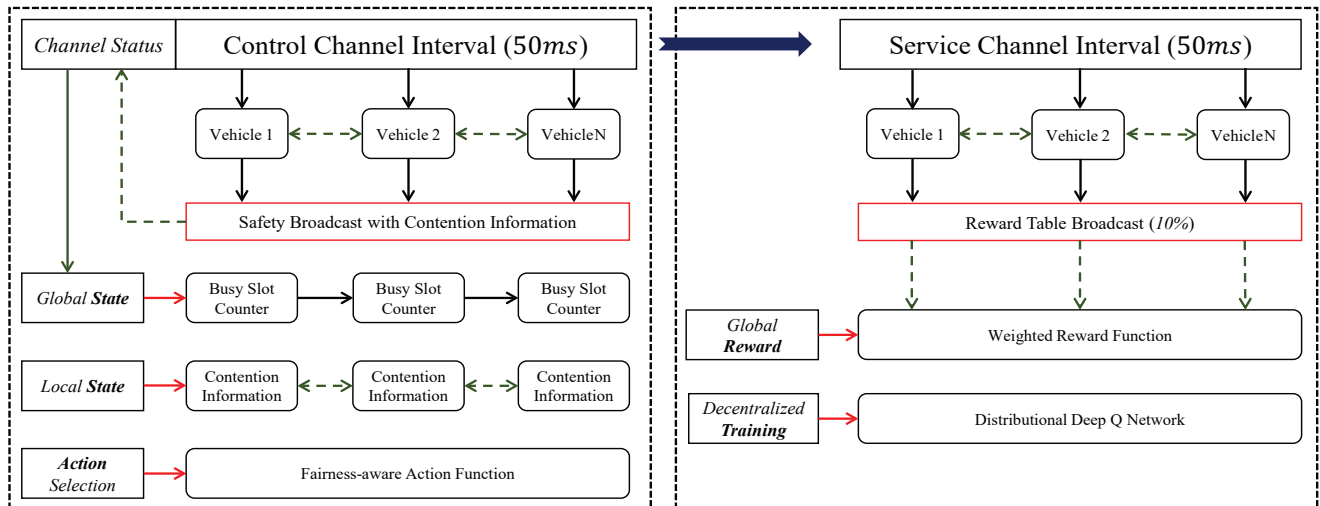 Channel Status
Control Channel Interval (50ms)
Vehicle 1
Vehicle 2
VehicleN
Safety Broadcast with Contention Information
Global State
Busy Slot
Counter
Busy Slot
Counter
Busy Slot
Counter
Local State
Contention
Information
Contention
Information
Contention
Information
Action
Selection
Fairness-aware Action Function
Service Channel Interval (50ms)
Vehicle 1
Vehicle 2
VehicleN
Reward Table Broadcast (10%)
Global
Reward
Weighted Reward Function
Decentralized
Training
Distributional Deep Q Network